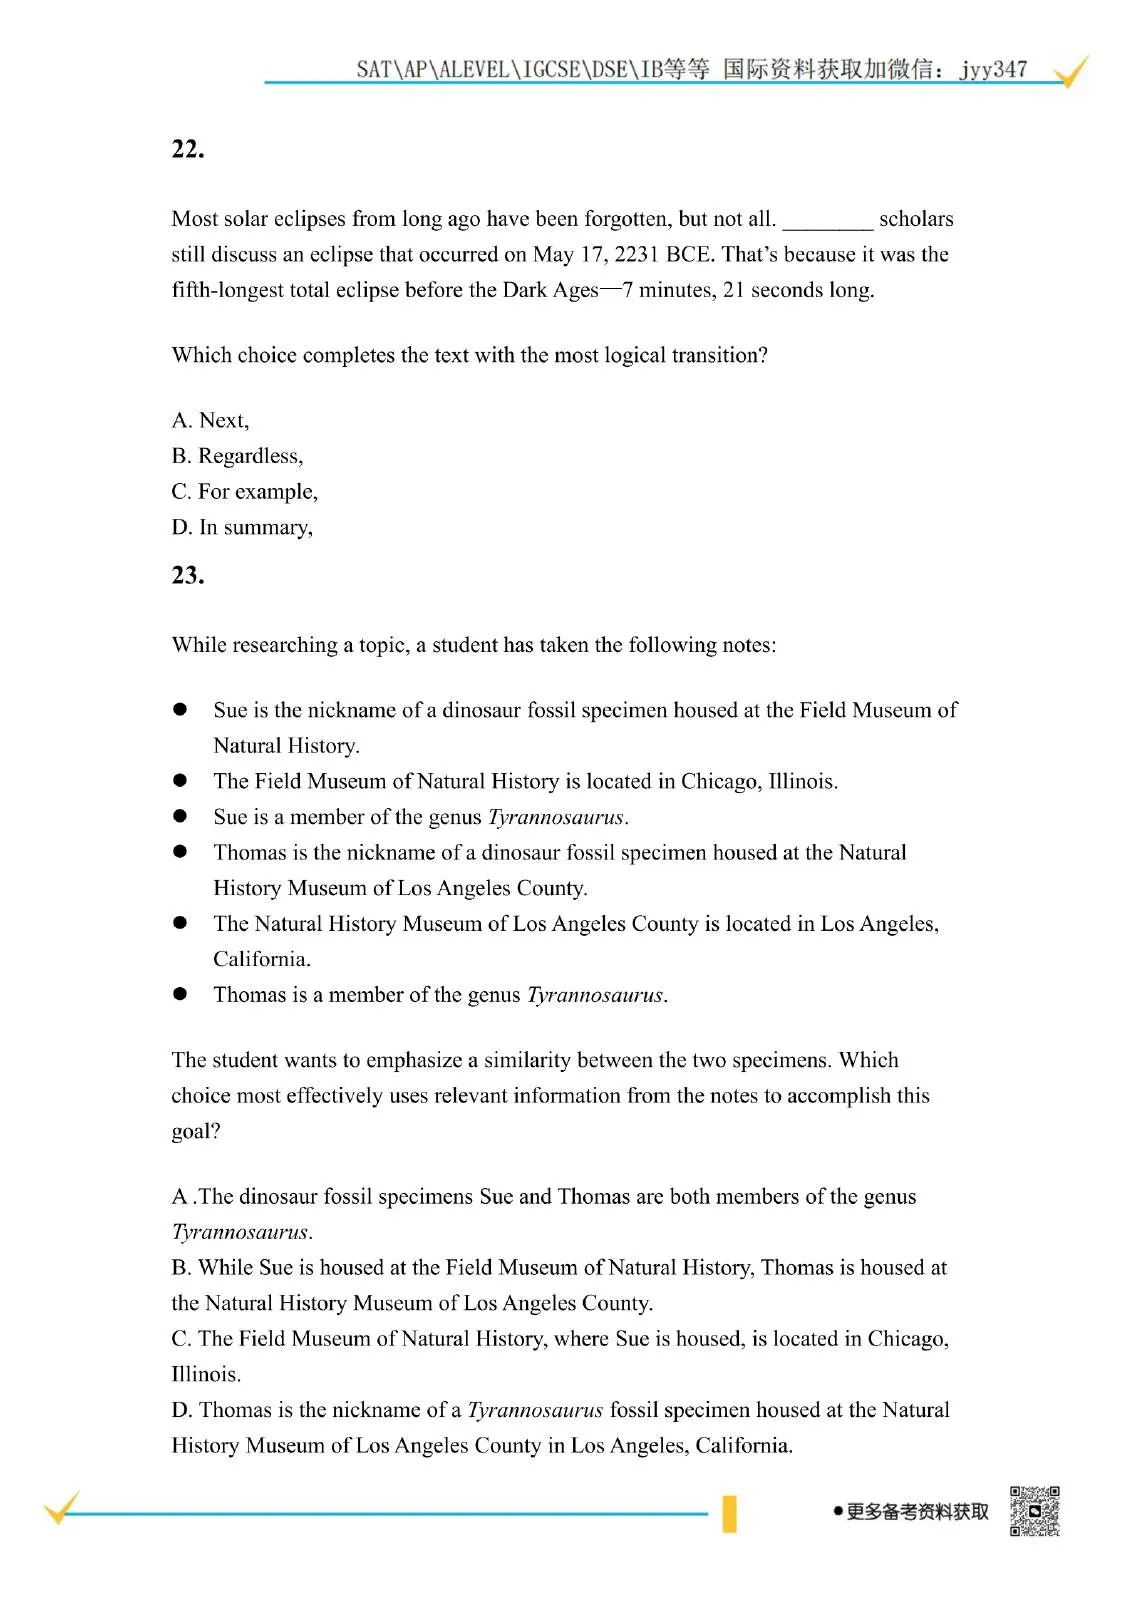 SAT\AP\ALEVEL\IGCSE\DSE\IB等等 国际资料获取加微信：jyy347
22.
Most solar eclipses from long ago have been forgotten, but not all. ________ scholars
still discuss an eclipse that occurred on May 17, 2231 BCE. That’s because it was the
fifth-longest total eclipse before the Dark Ages—7 minutes, 21 seconds long.
Which choice completes the text with the most logical transition?
A. Next,
B. Regardless,
C. For example,
D. In summary,
23.
While researching a topic, a student has taken the following notes:
● Sue is the nickname of a dinosaur fossil specimen housed at the Field Museum of
Natural History.
● The Field Museum of Natural History is located in Chicago, Illinois.
● Sue is a member of the genus Tyrannosaurus.
● Thomas is the nickname of a dinosaur fossil specimen housed at the Natural
History Museum of Los Angeles County.
● The Natural History Museum of Los Angeles County is located in Los Angeles,
California.
● Thomas is a member of the genus Tyrannosaurus.
The student wants to emphasize a similarity between the two specimens. Which
choice most effectively uses relevant information from the notes to accomplish this
goal?
A .The dinosaur fossil specimens Sue and Thomas are both members of the genus
Tyrannosaurus.
B. While Sue is housed at the Field Museum of Natural History, Thomas is housed at
the Natural History Museum of Los Angeles County.
C. The Field Museum of Natural History, where Sue is housed, is located in Chicago,
Illinois.
D. Thomas is the nickname of a Tyrannosaurus fossil specimen housed at the Natural
History Museum of Los Angeles County in Los Angeles, California.
●更多备考资料获取